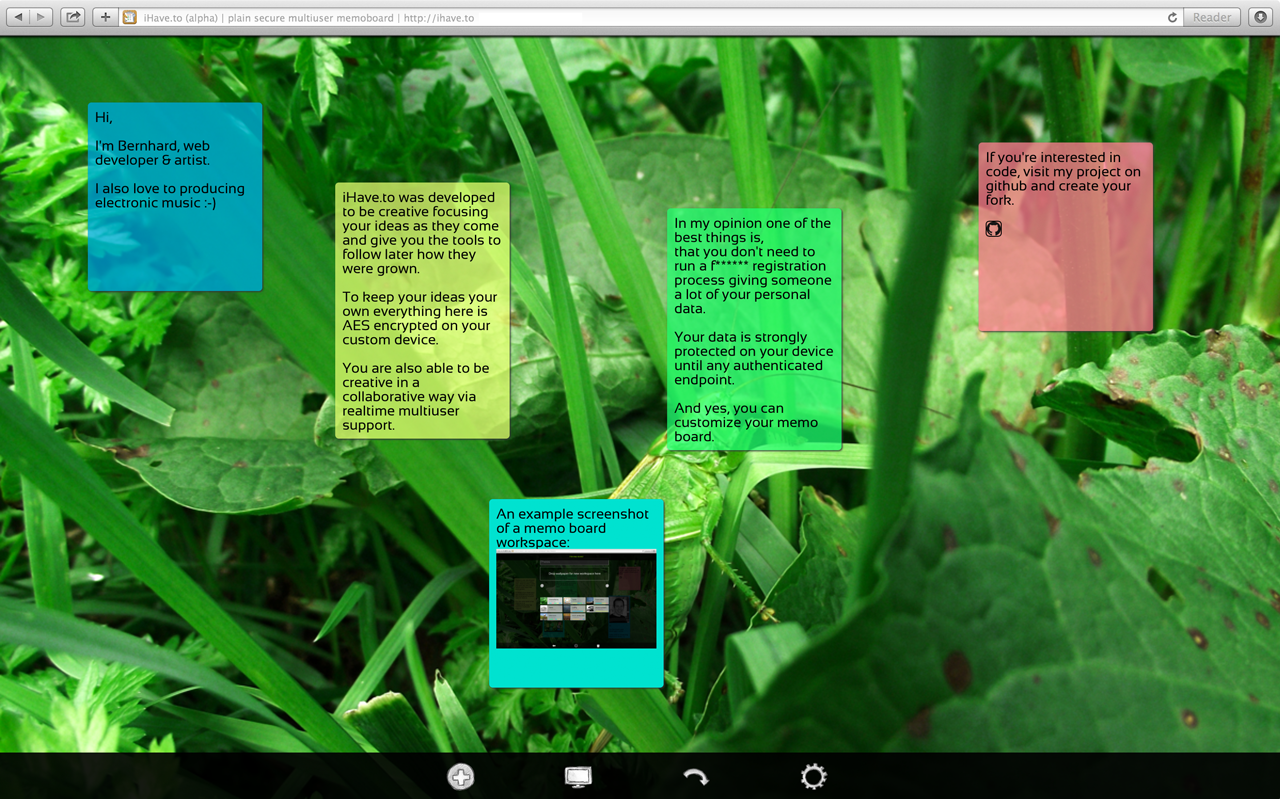 iHave.to (alpha) | plain secure multiuser memoboard | http://ihave.to
Reader
Hi,
I'm Bernhard, web
developer & artist.
I also love to producing
electronic music :-)
iHave.to was developed
to be creative focusing
your ideas as they come
and give you the tools to
follow later how they
were grown.
To keep your ideas your
own everything here is
AES encrypted on your
custom device.
You are also able to be
creative in a
collaborative way via
realtime multiuser
support.
In my opinion one of the
best things is,
that you don't need to
run a f****** registration
process giving someone
a lot of your personal
data.
Your data is strongly
protected on your device
until any authenticated
endpoint.
And yes, you can
customize your memo
board.
If you're interested in
code, visit my project on
github and create your
fork.
An example screenshot
of a memo board
workspace: